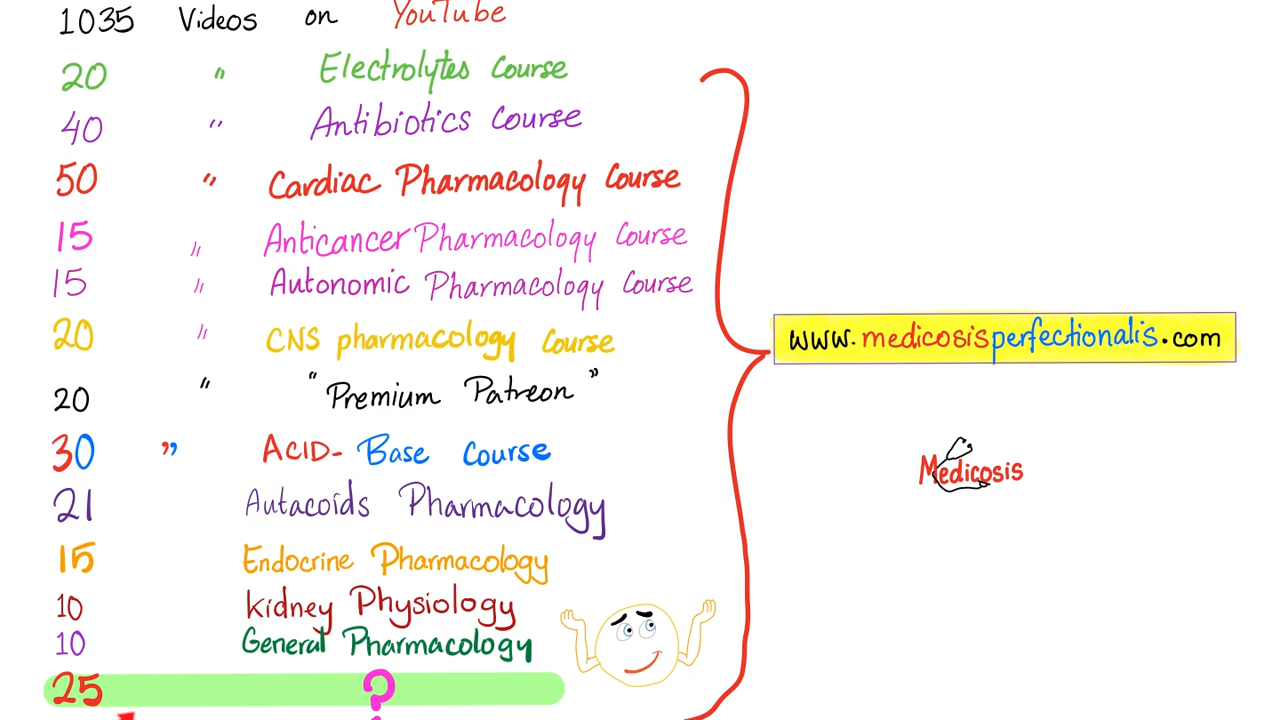 1035 Videos on YouTube
20 " Electrolytes Course
40 " Antibiotics Course
50 " Cardiac Pharmacology Course
15 " Anticancer Pharmacology Course
15 " Autonomic Pharmacology Course
20 " CNS pharmacology Course
20 " "Premium Patreon"
30 " ACID-Base Course
21 Autacoids Pharmacology
15 Endocrine Pharmacology
10 Kidney Physiology
10 General Pharmacology
25 ?
www.medicosisperfectionalis.com
Medicosis